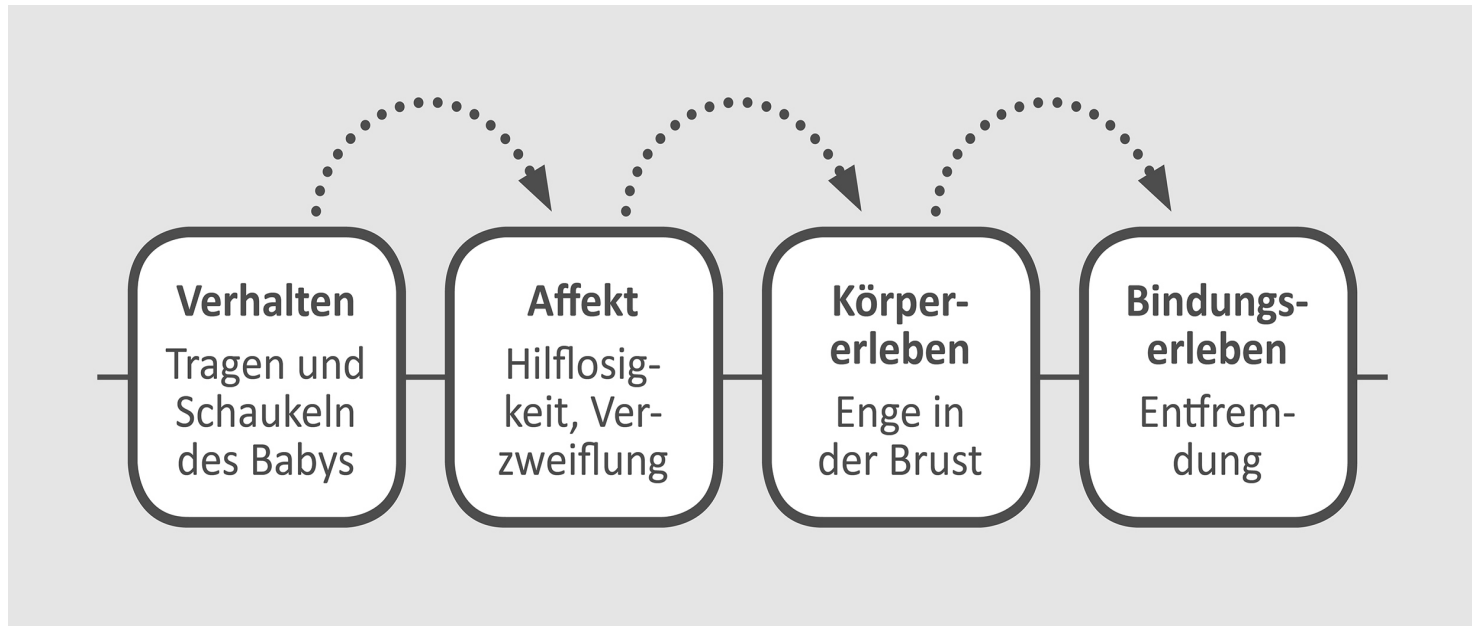 Verhalten
Tragen und
Schaukeln
des Babys
Affekt
Hilflosig-
keit, Ver-
zweiflung
Körper-
erleben
Enge in
der Brust
Bindungs-
erleben
Entfrem-
dung